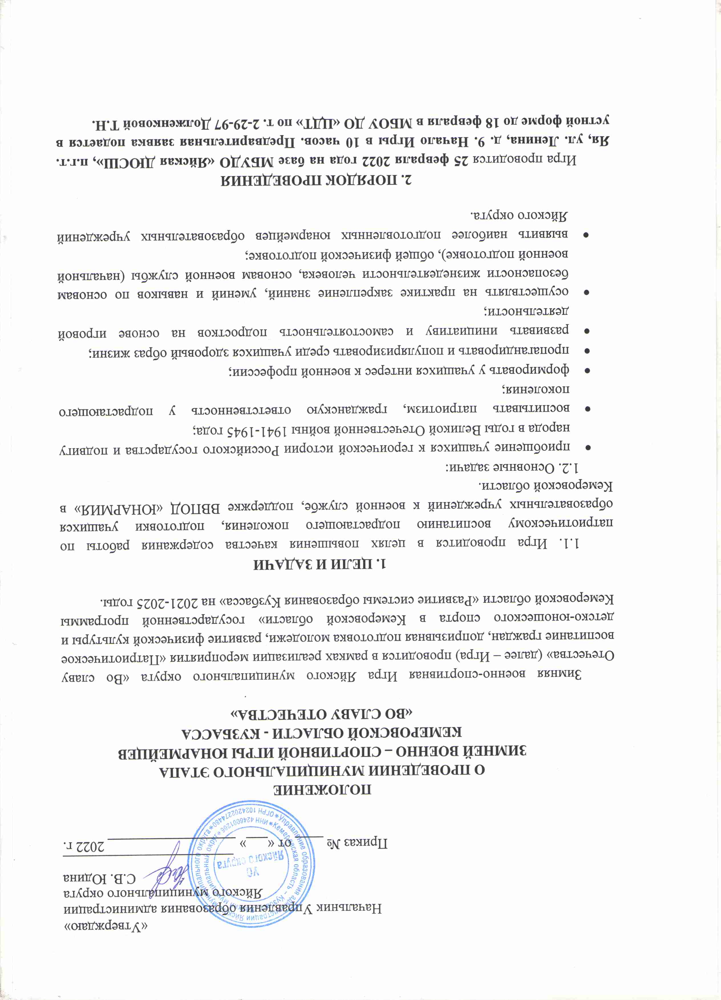 «Утверждаю»
Начальник Управления образования администрации
Яйского муниципального округа
С.В. Юдина
Приказ № _____ от «___» ________________ 2022 г.
Управление образования администрации Яйского муниципального округа*ОГРН 1024202274480*
Кемеровская область – Кузбасс * Яйский муниципальный округ * ИНН 4246001266 *
УО
Яйского округа
ПОЛОЖЕНИЕ
О ПРОВЕДЕНИИ МУНИЦИПАЛЬНОГО ЭТАПА
ЗИМНЕЙ ВОЕННО – СПОРТИВНОЙ ИГРЫ ЮНАРМЕЙЦЕВ
КЕМЕРОВСКОЙ ОБЛАСТИ - КУЗБАССА
«ВО СЛАВУ ОТЕЧЕСТВА»
Зимняя военно-спортивная Игра Яйского муниципального округа «Во славу
Отечества» (далее – Игра) проводится в рамках реализации мероприятия «Патриотическое
воспитание граждан, допризывная подготовка молодежи, развитие физической культуры и
детско-юношеского спорта в Кемеровской области» государственной программы
Кемеровской области «Развитие системы образования Кузбасса» на 2021-2025 годы.
1. ЦЕЛИ И ЗАДАЧИ
1.1. Игра проводится в целях повышения качества содержания работы по
патриотическому воспитанию подрастающего поколения, подготовки учащихся
образовательных учреждений к военной службе, поддержке ВВПОД «ЮНАРМИЯ» в
Кемеровской области.
1.2. Основные задачи:
• приобщение учащихся к героической истории Российского государства и подвигу
народа в годы Великой Отечественной войны 1941-1945 года;
• воспитывать патриотизм, гражданскую ответственность у подрастающего
поколения;
• формировать у учащихся интерес к военной профессии;
• пропагандировать и популяризировать среди учащихся здоровый образ жизни;
• развивать инициативу и самостоятельность подростков на основе игровой
деятельности;
• осуществлять на практике закрепление знаний, умений и навыков по основам
безопасности жизнедеятельности человека, основам военной службы (начальной
военной подготовке), общей физической подготовке;
• выявить наиболее подготовленных юнармейцев образовательных учреждений
Яйского округа.
2. ПОРЯДОК ПРОВЕДЕНИЯ
Игра проводится 25 февраля 2022 года на базе МБУДО «Яйская ДЮСШ», п.г.т.
Яя, ул. Ленина, д. 9. Начало Игры в 10 часов. Предварительная заявка подается в
устной форме до 18 февраля в МБОУ ДО «ЦДТ» по т. 2-29-97 Долженковой Т.Н.